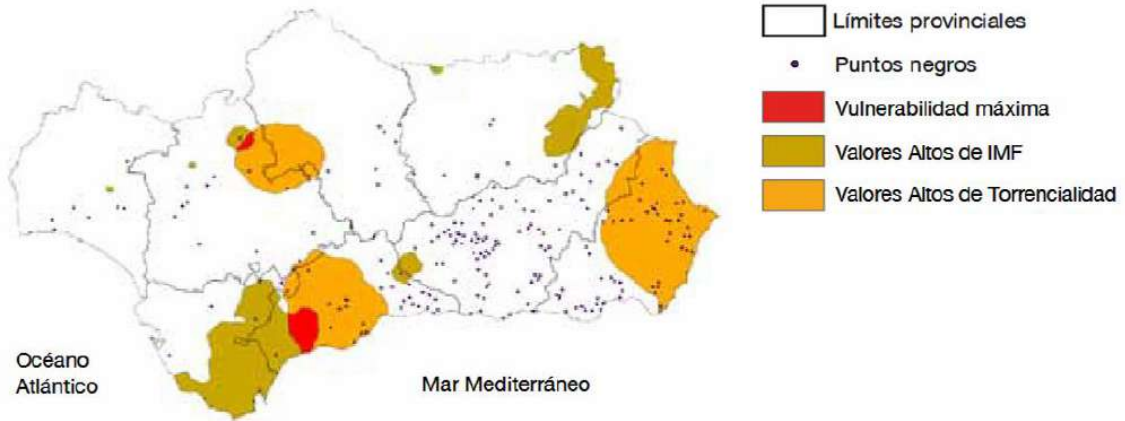 Límites provinciales
Puntos negros
Vulnerabilidad máxima
Valores Altos de IMF
Valores Altos de Torrencialidad
Océano
Atlántico
Mar Mediterráneo